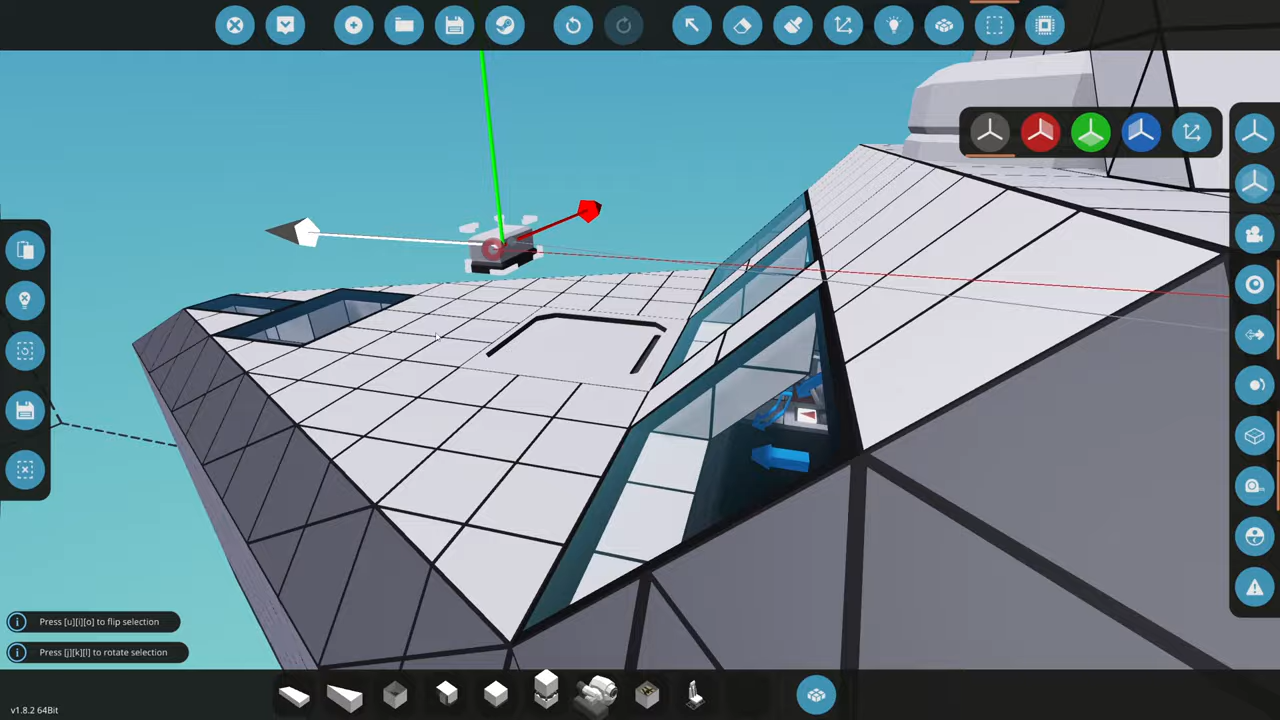 Press [u][i][o] to flip selection
Press [j][k][l] to rotate selection
v1.8.2 64Bit